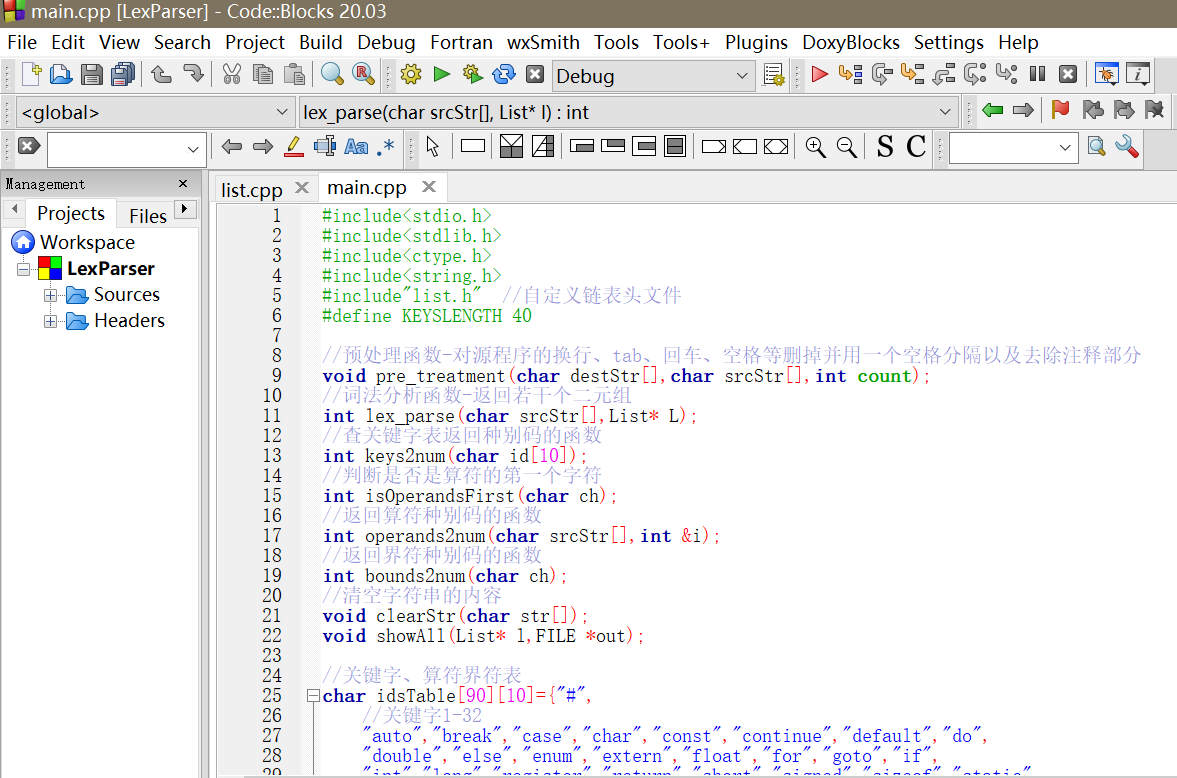 main.cpp [LexParser] - Code::Blocks 20.03
File Edit View Search Project Build Debug Fortran wxSmith Tools Tools+ Plugins DoxyBlocks Settings Help
Debug
<global> lex_parse(char srcStr[], List* l) : int
S C
Management
list.cpp main.cpp
Projects Files
Workspace
LexParser
Sources
Headers
1 #include<stdio.h>
2 #include<stdlib.h>
3 #include<ctype.h>
4 #include<string.h>
5 #include"list.h" //自定义链表头文件
6 #define KEYSLENGTH 40
7
8 //预处理函数-对源程序的换行、tab、回车、空格等删掉并用一个空格分隔以及去除注释部分
9 void pre_treatment(char destStr[],char srcStr[],int count);
10 //词法分析函数-返回若干个二元组
11 int lex_parse(char srcStr[],List* L);
12 //查关键字表返回种别码的函数
13 int keys2num(char id[10]);
14 //判断是否是算符的第一个字符
15 int isOperandsFirst(char ch);
16 //返回算符种别码的函数
17 int operands2num(char srcStr[],int &i);
18 //返回界符种别码的函数
19 int bounds2num(char ch);
20 //清空字符串的内容
21 void clearStr(char str[]);
22 void showAll(List* l,FILE *out);
23
24 //关键字、算符界符表
25 char idsTable[90][10]={"#",
26 //关键字1-32
27 "auto","break","case","char","const","continue","default","do",
28 "double","else","enum","extern","float","for","goto","if",
29 "int","long","register","return","short","signed","sizeof","static"